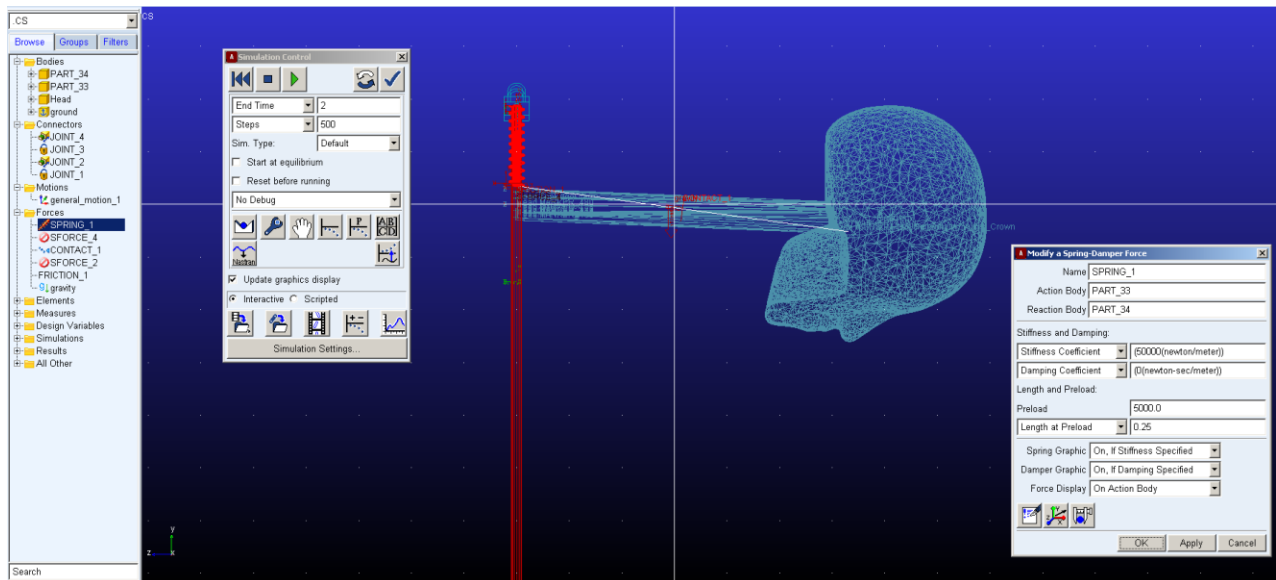 .CS
Browse Groups Filters
Bodies
PART_34
PART_33
Head
ground
Connectors
JOINT_4
JOINT_3
JOINT_2
JOINT_1
Motions
general_motion_1
Forces
SPRING_1
SFORCE_4
CONTACT_1
SFORCE_2
FRICTION_1
gravity
Elements
Measures
Design Variables
Simulations
Results
All Other
Search
CS
Simulation Control
End Time 2
Steps 500
Sim. Type: Default
Start at equilibrium
Reset before running
No Debug
Nastran
Update graphics display
Interactive Scripted
Simulation Settings...
Crown
y
z x
Modify a Spring-Damper Force
Name SPRING_1
Action Body PART_33
Reaction Body PART_34
Stiffness and Damping:
Stiffness Coefficient (50000(newton/meter))
Damping Coefficient (0(newton-sec/meter))
Length and Preload:
Preload 5000.0
Length at Preload 0.25
Spring Graphic On, If Stiffness Specified
Damper Graphic On, If Damping Specified
Force Display On Action Body
OK Apply Cancel